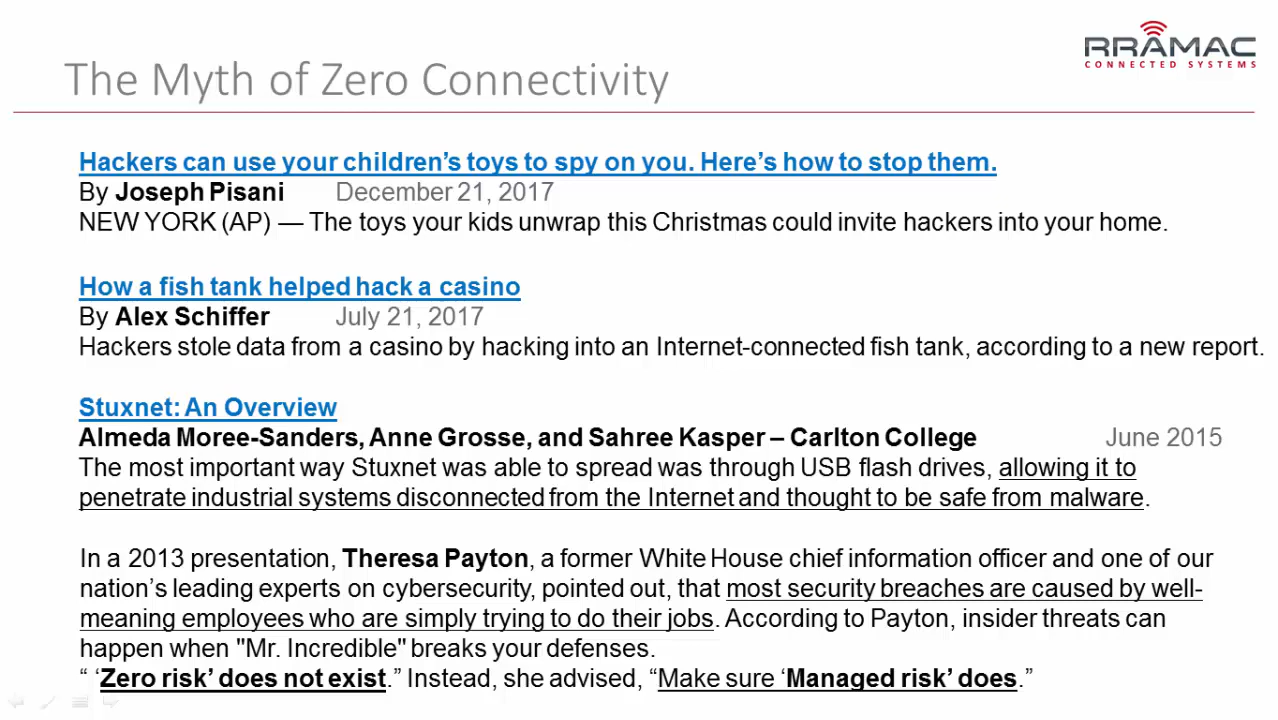 The Myth of Zero Connectivity
RRAMAC
CONNECTED SYSTEMS
Hackers can use your children’s toys to spy on you. Here’s how to stop them.
By Joseph Pisani December 21, 2017
NEW YORK (AP) — The toys your kids unwrap this Christmas could invite hackers into your home.
How a fish tank helped hack a casino
By Alex Schiffer July 21, 2017
Hackers stole data from a casino by hacking into an Internet-connected fish tank, according to a new report.
Stuxnet: An Overview
Almeda Moree-Sanders, Anne Grosse, and Sahree Kasper – Carlton College June 2015
The most important way Stuxnet was able to spread was through USB flash drives, allowing it to
penetrate industrial systems disconnected from the Internet and thought to be safe from malware.
In a 2013 presentation, Theresa Payton, a former White House chief information officer and one of our
nation’s leading experts on cybersecurity, pointed out, that most security breaches are caused by well-
meaning employees who are simply trying to do their jobs. According to Payton, insider threats can
happen when "Mr. Incredible" breaks your defenses.
“ ‘Zero risk’ does not exist.” Instead, she advised, “Make sure ‘Managed risk’ does.”